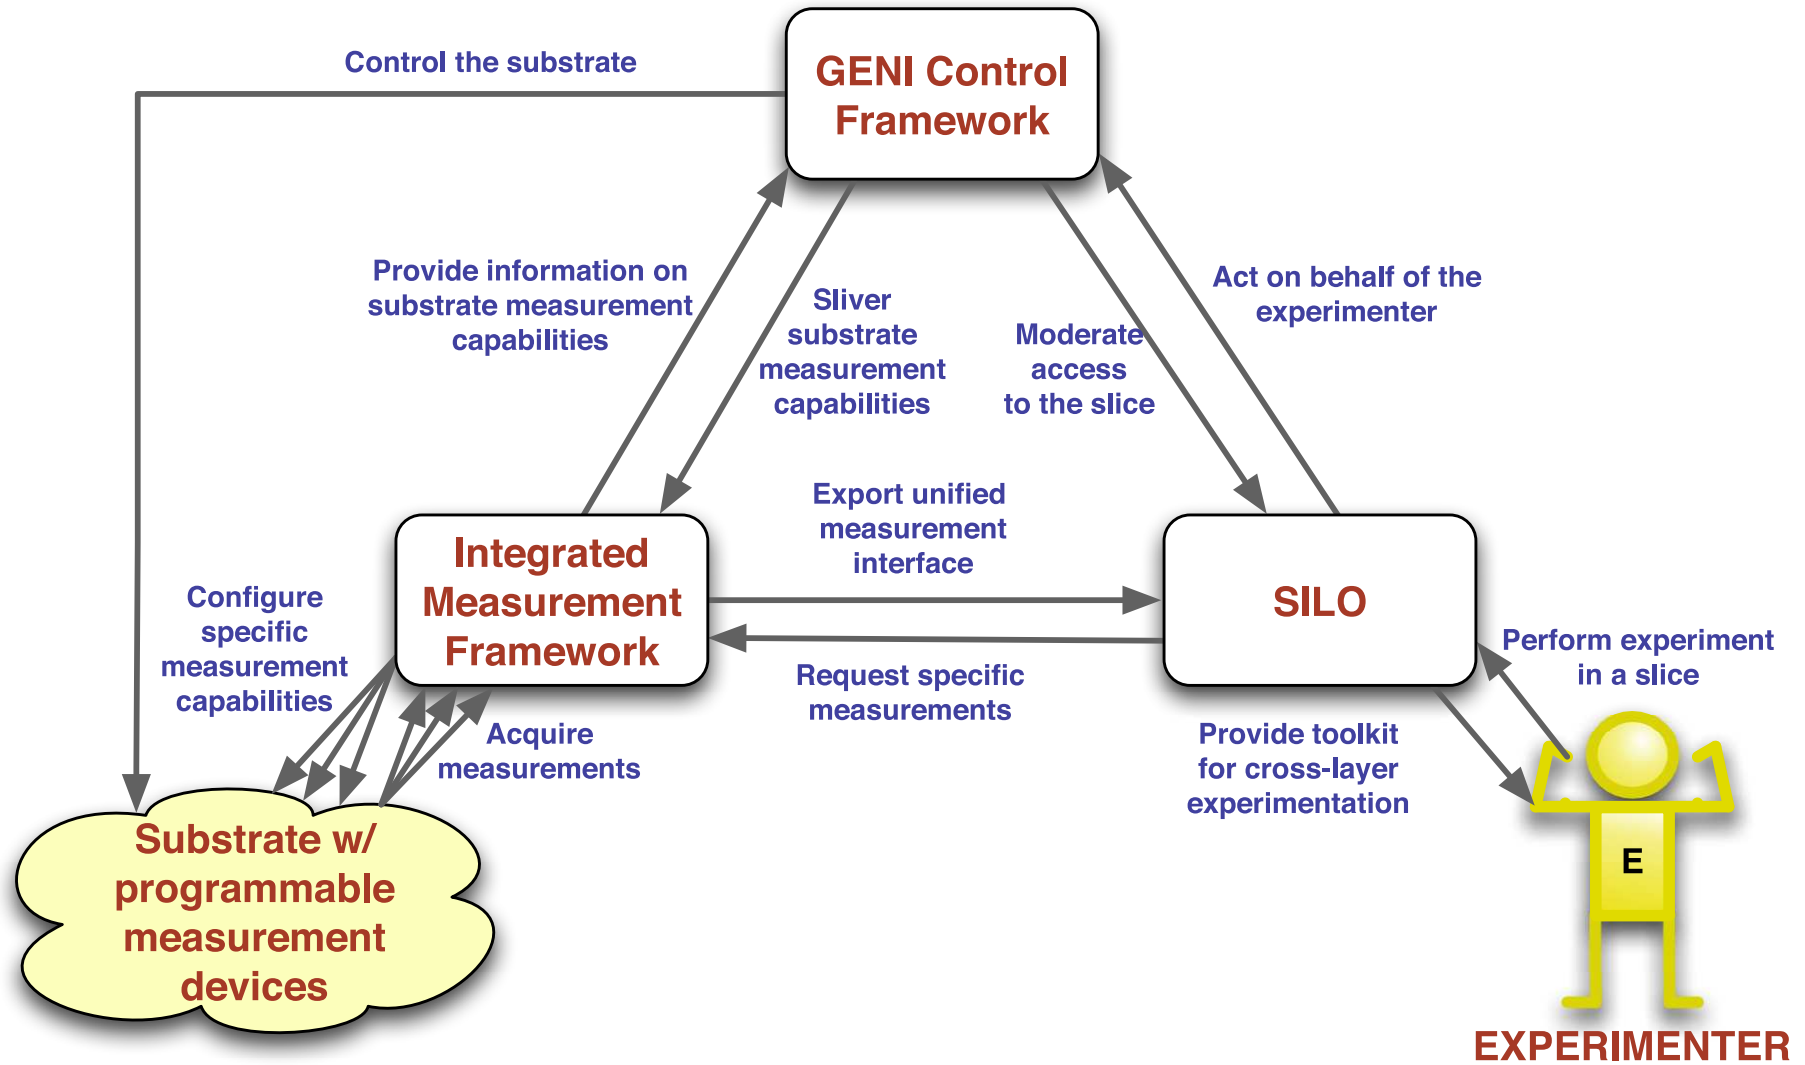 Control the substrate
GENI Control
Framework
Provide information on
substrate measurement
capabilities
Sliver
substrate
measurement
capabilities
Moderate
access
to the slice
Act on behalf of the
experimenter
Export unified
measurement
interface
Integrated
Measurement
Framework
SILO
Configure
specific
measurement
capabilities
Request specific
measurements
Perform experiment
in a slice
Acquire
measurements
Provide toolkit
for cross-layer
experimentation
Substrate w/
programmable
measurement
devices
E
EXPERIMENTER